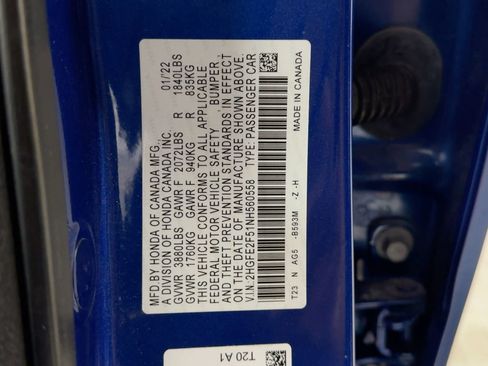 MFD.BY HONDA OF CANADA MFG.,
A DIVISION OF HONDA CANADA INC. 01/22
GVWR 3880LBS GAWR F 2072LBS R 1840LBS
GVWR 1760KG GAWR F 940KG R 835KG
THIS VEHICLE CONFORMS TO ALL APPLICABLE
FEDERAL MOTOR VEHICLE SAFETY BUMPER
AND THEFT PREVENTION STANDARDS IN EFFECT
ON THE DATE OF MANUFACTURE SHOWN ABOVE.
V.I.N: 2HGFE2F51NH560558 TYPE: PASSENGER CAR
T23 N AG5 -B593M -Z -H MADE IN CANADA
T20 A1